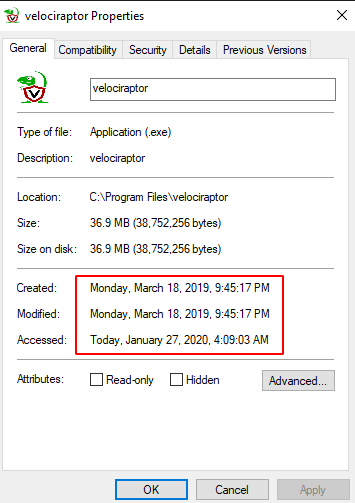 velociraptor Properties
General Compatibility Security Details Previous Versions
velociraptor
Type of file: Application (.exe)
Description: velociraptor
Location: C:\Program Files\velociraptor
Size: 36.9 MB (38,752,256 bytes)
Size on disk: 36.9 MB (38,752,256 bytes)
Created: Monday, March 18, 2019, 9:45:17 PM
Modified: Monday, March 18, 2019, 9:45:17 PM
Accessed: Today, January 27, 2020, 4:09:03 AM
Attributes: Read-only Hidden Advanced...
OK Cancel Apply